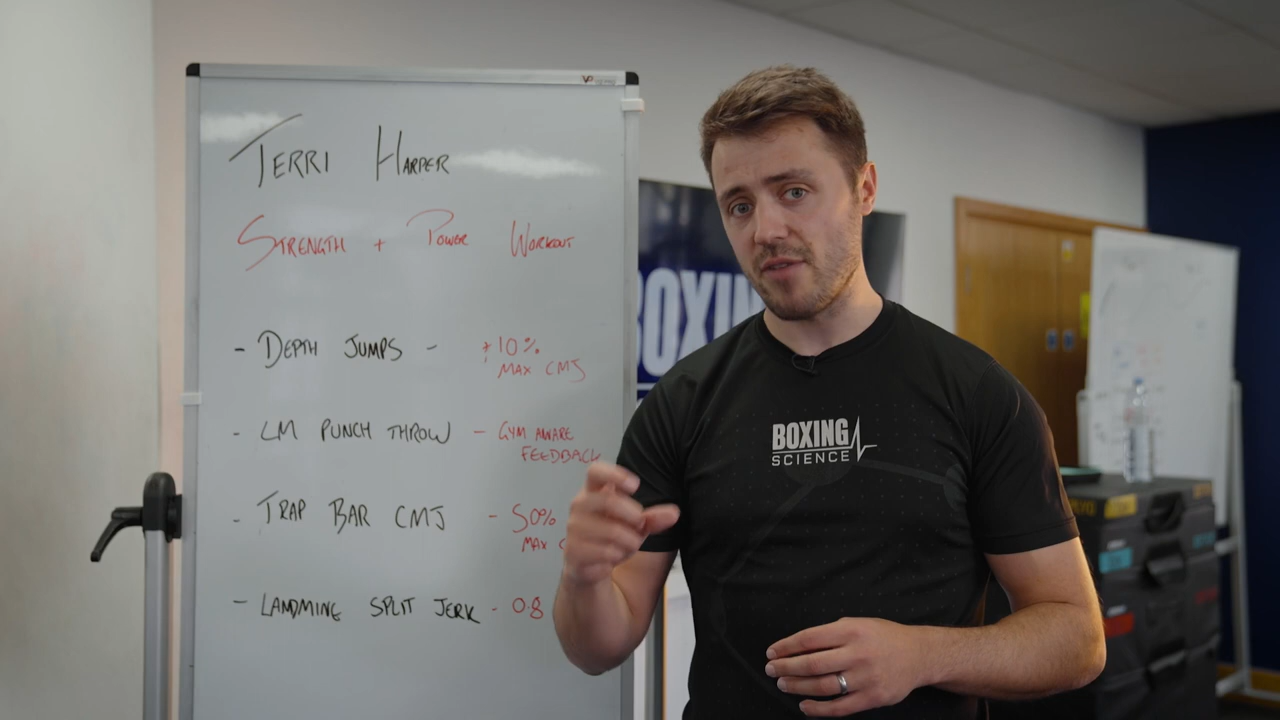 TERRI HARPER
STRENGTH + POWER WORKOUT
- DEPTH JUMPS - +10%
MAX CMJ
- LM PUNCH THROW - GYM AWARE
FEEDBACK
- TRAP BAR CMJ - 50%
MAX
- LANDMINE SPLIT JERK - 0.8
BOXING
BOXING
SCIENCE